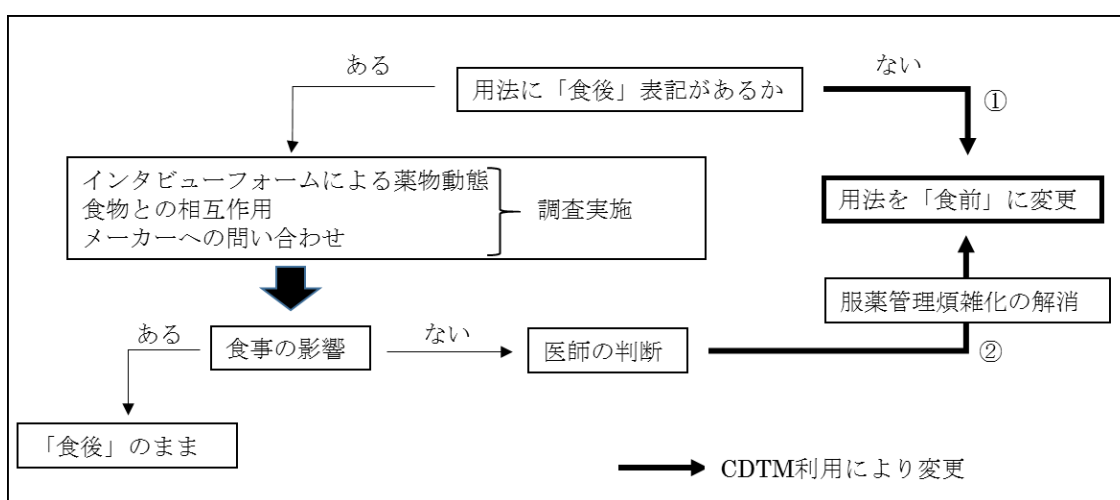 ある
用法に「食後」表記があるか
ない
①
インタビューフォームによる薬物動態
食物との相互作用
メーカーへの問い合わせ
調査実施
用法を「食前」に変更
服薬管理煩雑化の解消
ある
食事の影響
ない
医師の判断
②
「食後」のまま
CDTM利用により変更